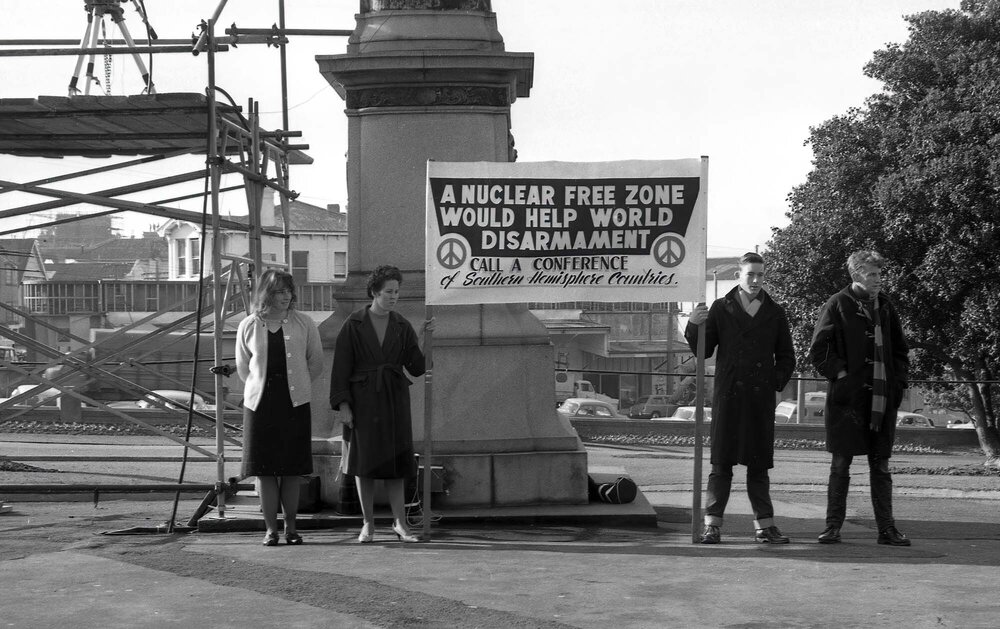 A NUCLEAR FREE ZONE
WOULD HELP WORLD
DISARMAMENT
CALL A CONFERENCE
of Southern Hemisphere Countries.